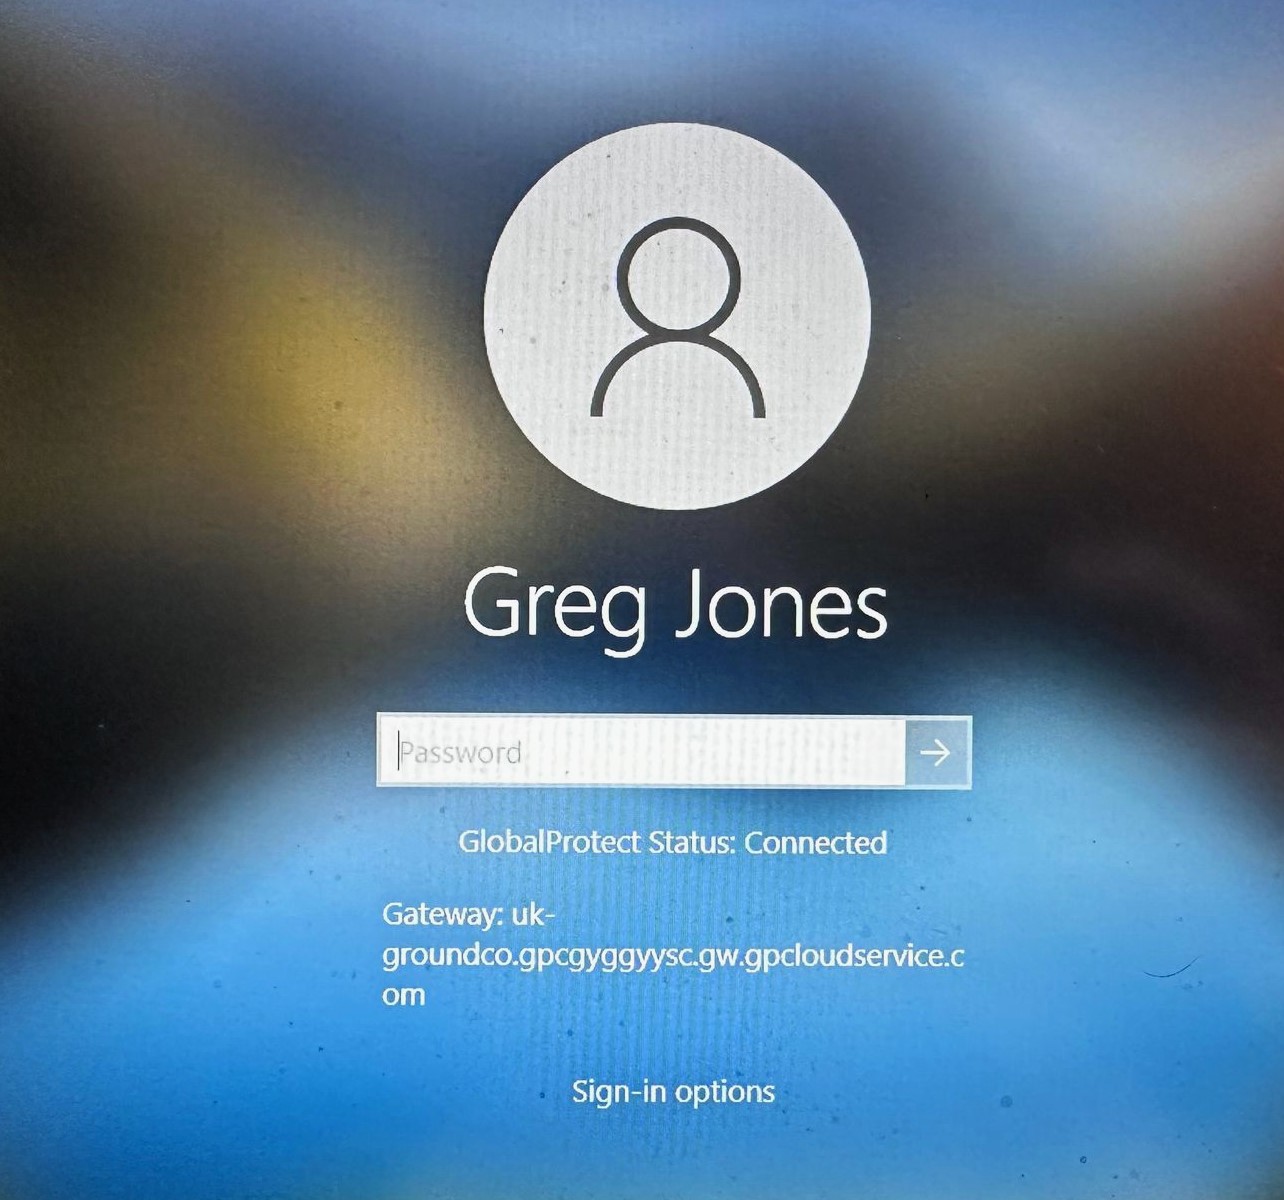 Greg Jones
Password
GlobalProtect Status: Connected
Gateway: uk-
groundco.gpcgyggyysc.gw.gpcloudservice.c
om
Sign-in options